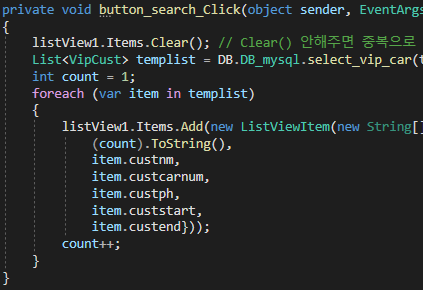 private void button_search_Click(object sender, EventArgs
{
listView1.Items.Clear(); // Clear() 안해주면 중복으로
List<VipCust> templist = DB.DB_mysql.select_vip_car(t
int count = 1;
foreach (var item in templist)
{
listView1.Items.Add(new ListViewItem(new String[]
(count).ToString(),
item.custnm,
item.custcarnum,
item.custph,
item.custstart,
item.custend}));
count++;
}
}